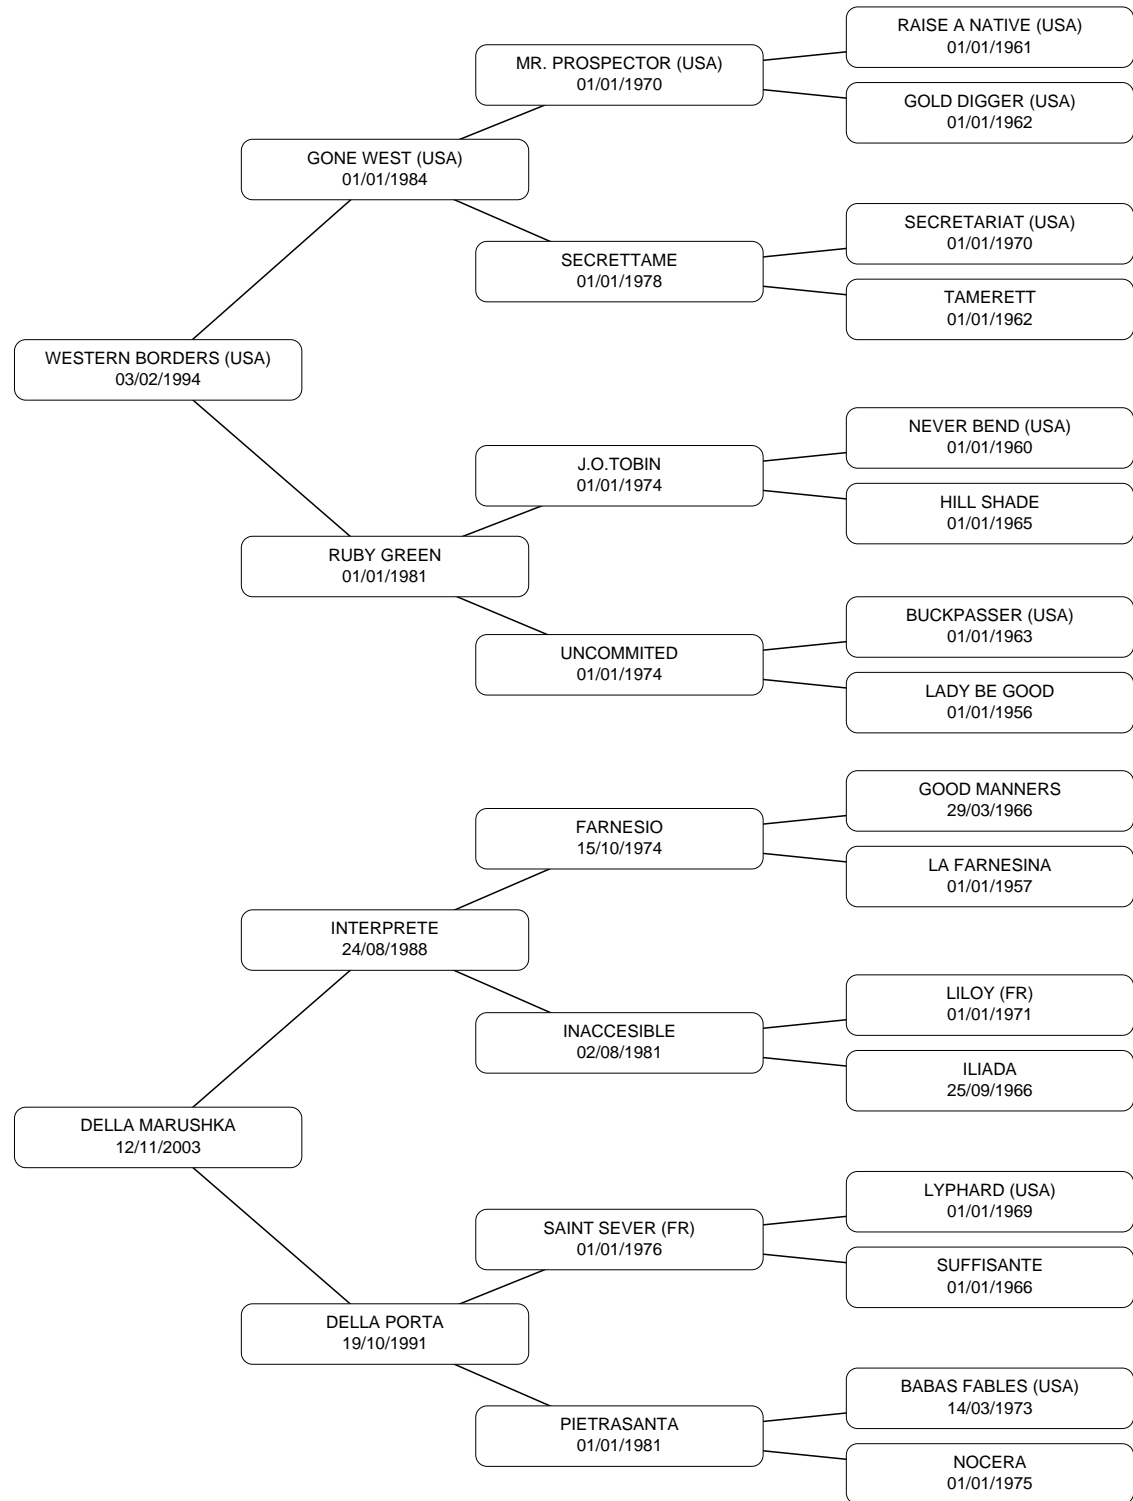 RAISE A NATIVE (USA)
01/01/1961
MR. PROSPECTOR (USA)
01/01/1970
GOLD DIGGER (USA)
01/01/1962
GONE WEST (USA)
01/01/1984
SECRETARIAT (USA)
01/01/1970
SECRETTAME
01/01/1978
TAMERETT
01/01/1962
WESTERN BORDERS (USA)
03/02/1994
NEVER BEND (USA)
01/01/1960
J.O.TOBIN
01/01/1974
HILL SHADE
01/01/1965
RUBY GREEN
01/01/1981
BUCKPASSER (USA)
01/01/1963
UNCOMMITED
01/01/1974
LADY BE GOOD
01/01/1956
GOOD MANNERS
29/03/1966
FARNESIO
15/10/1974
LA FARNESINA
01/01/1957
INTERPRETE
24/08/1988
LILOY (FR)
01/01/1971
INACCESIBLE
02/08/1981
ILIADA
25/09/1966
DELLA MARUSHKA
12/11/2003
LYPHARD (USA)
01/01/1969
SAINT SEVER (FR)
01/01/1976
SUFFISANTE
01/01/1966
DELLA PORTA
19/10/1991
BABAS FABLES (USA)
14/03/1973
PIETRASANTA
01/01/1981
NOCERA
01/01/1975